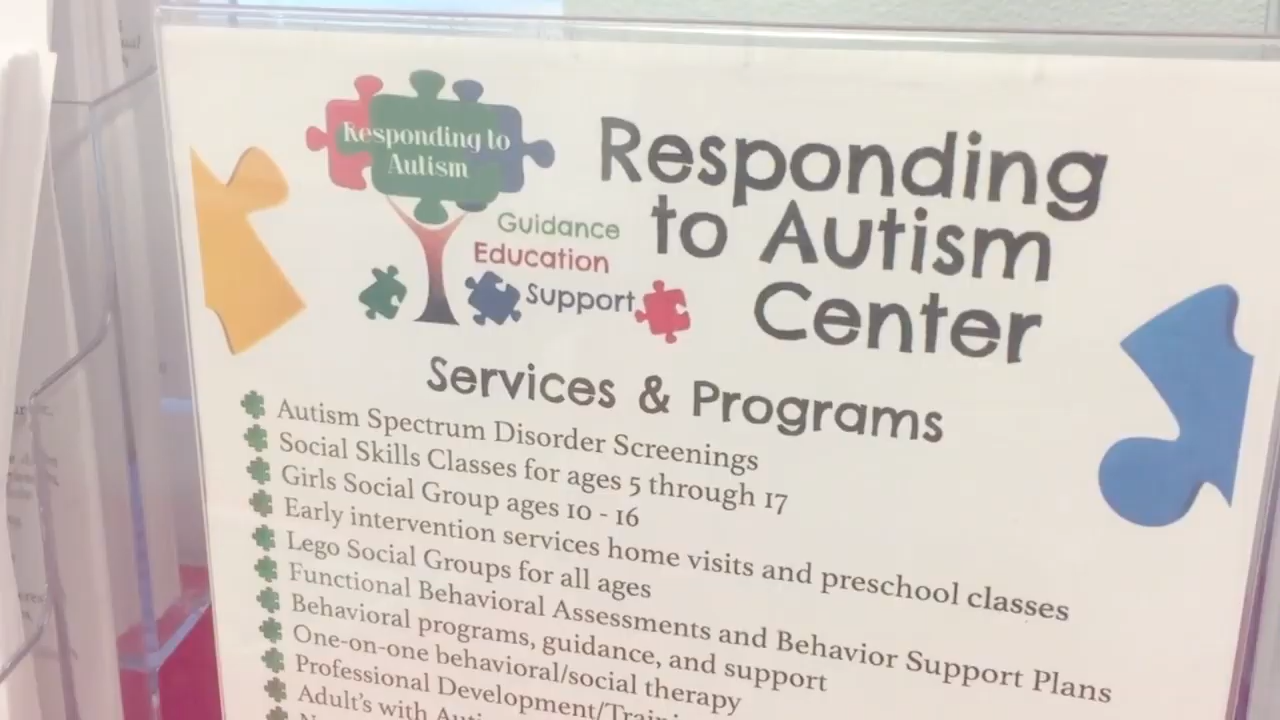 Responding to
Autism
Guidance
Education
Support
Responding
to Autism
Center
Services & Programs
Autism Spectrum Disorder Screenings
Social Skills Classes for ages 5 through 17
Girls Social Group ages 10 - 16
Early intervention services home visits and preschool classes
Lego Social Groups for all ages
Functional Behavioral Assessments and Behavior Support Plans
Behavioral programs, guidance, and support
One-on-one behavioral/social therapy
Professional Development/
Adult's with